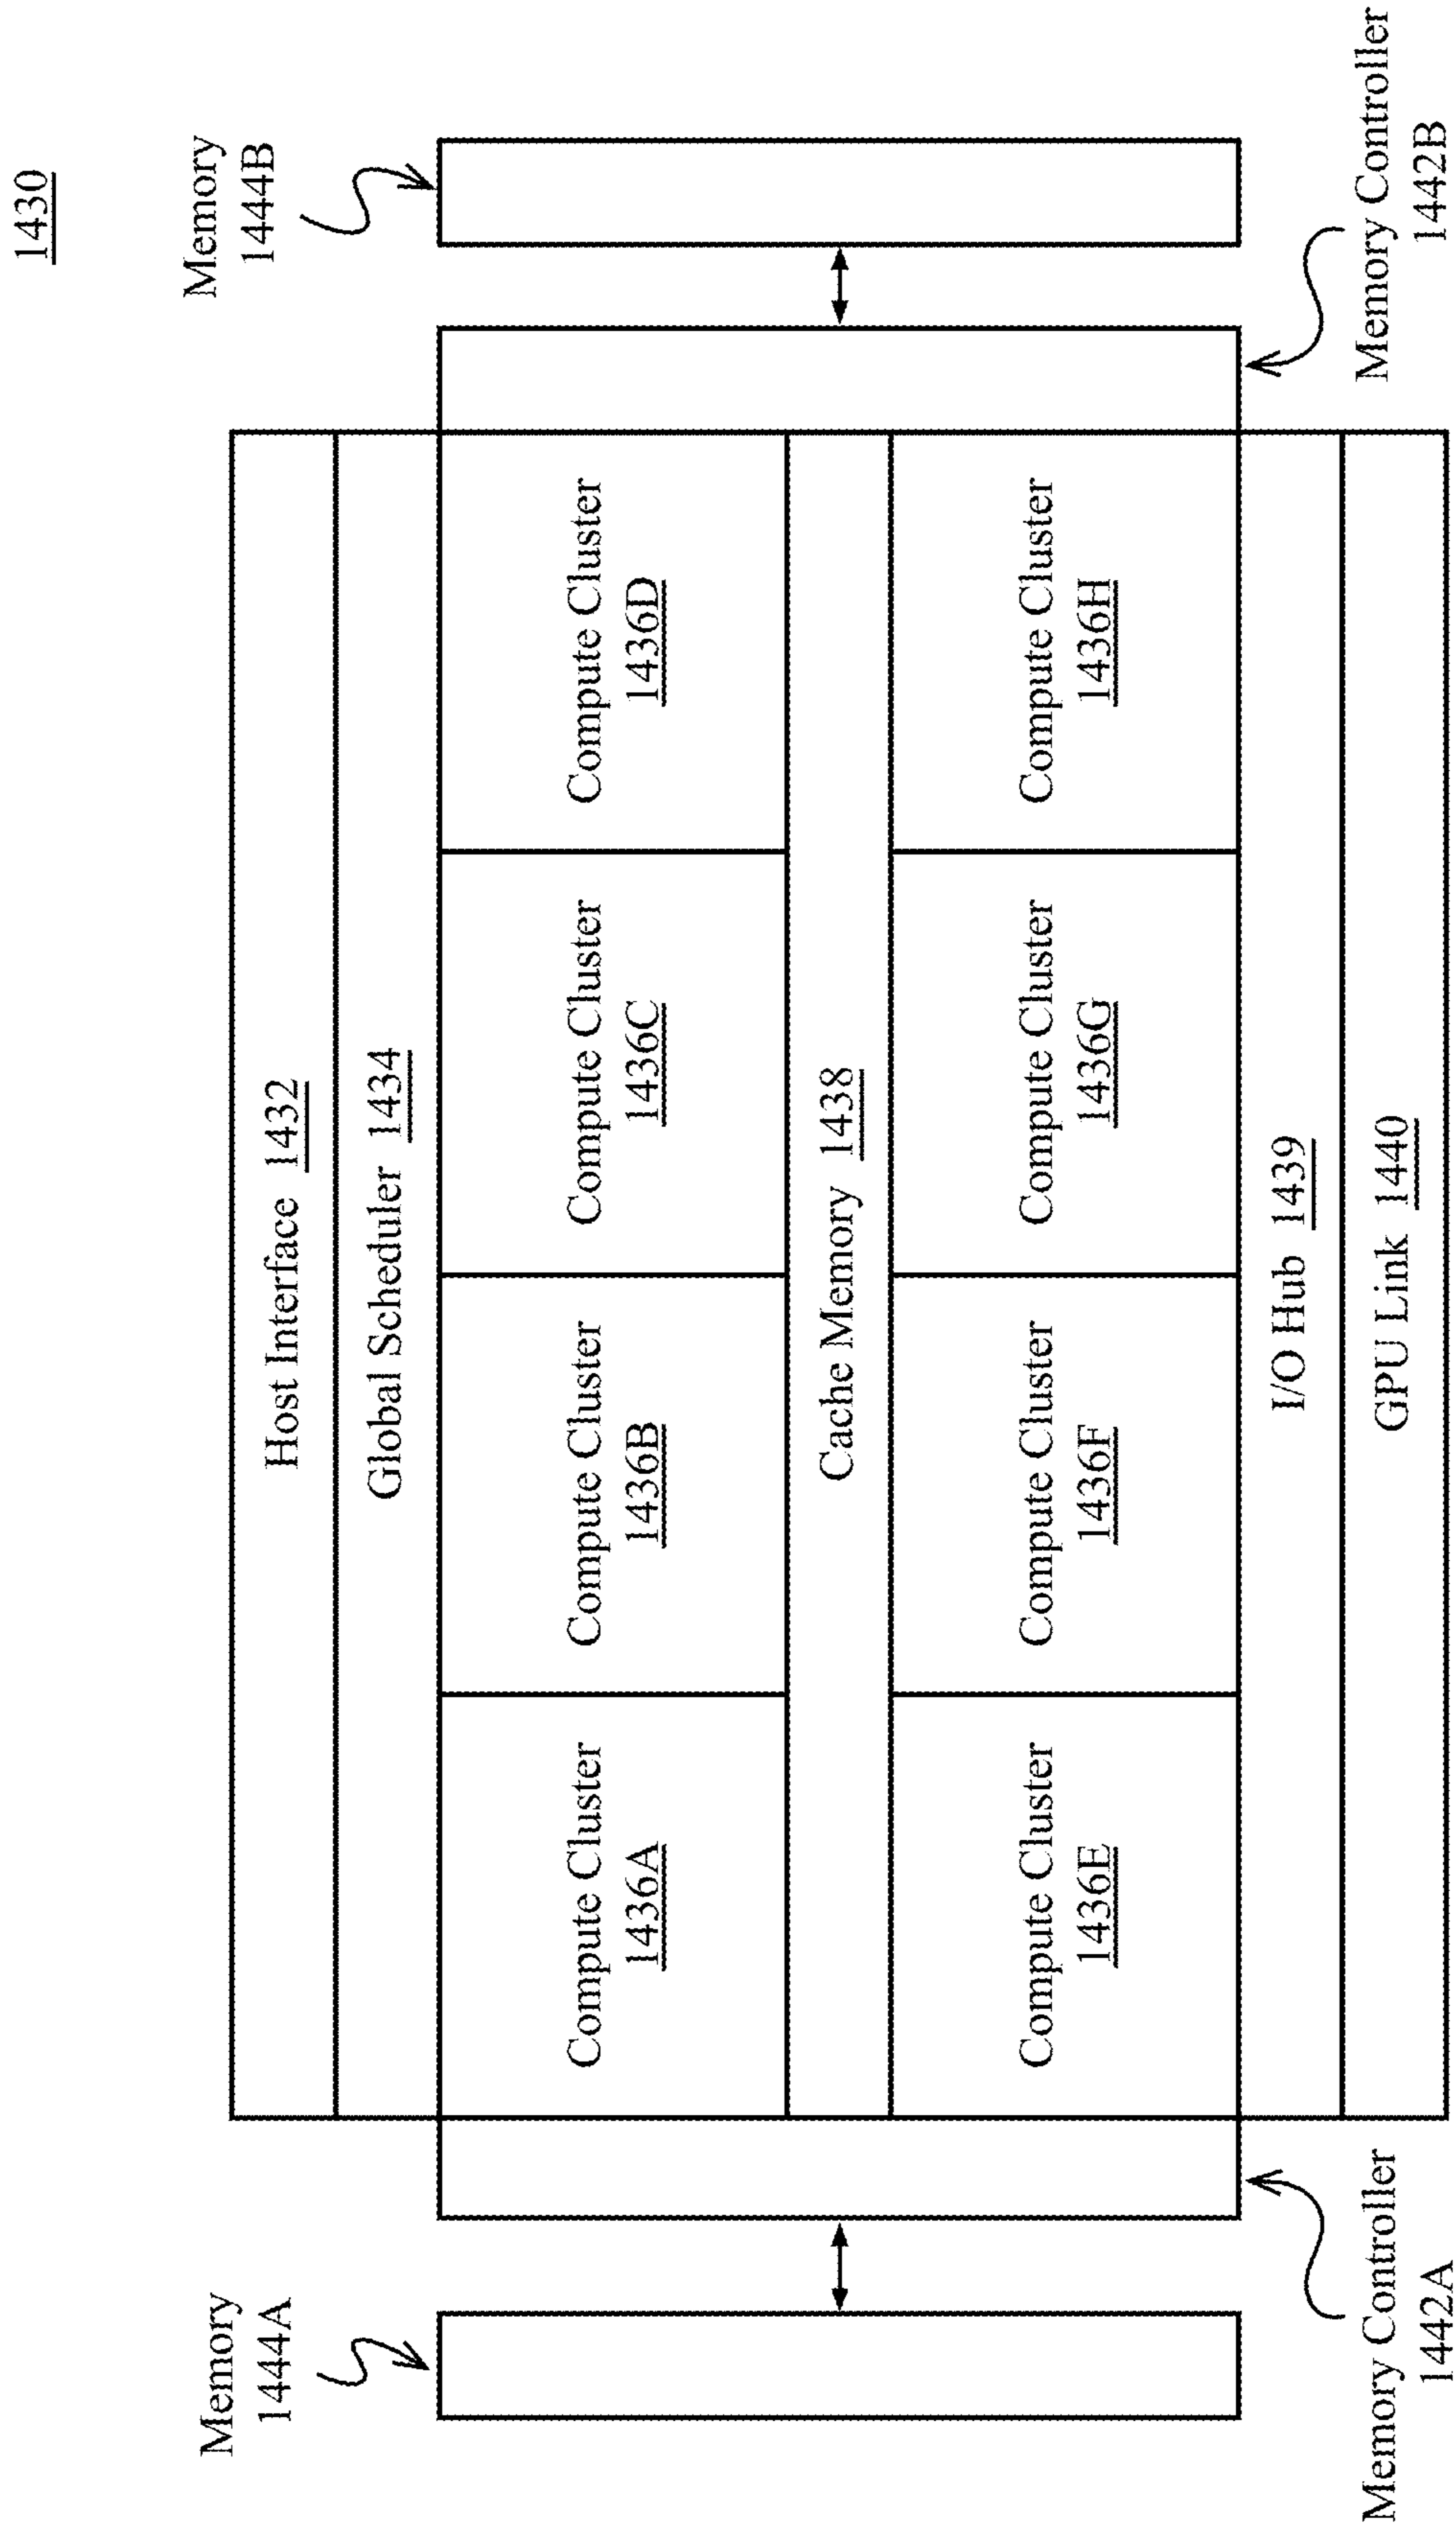 1430
Memory
1444A
Memory
1444B
Host Interface 1432
Global Scheduler 1434
Compute Cluster
1436A
Compute Cluster
1436B
Compute Cluster
1436C
Compute Cluster
1436D
Cache Memory 1438
Compute Cluster
1436E
Compute Cluster
1436F
Compute Cluster
1436G
Compute Cluster
1436H
I/O Hub 1439
GPU Link 1440
Memory Controller
1442A
Memory Controller
1442B